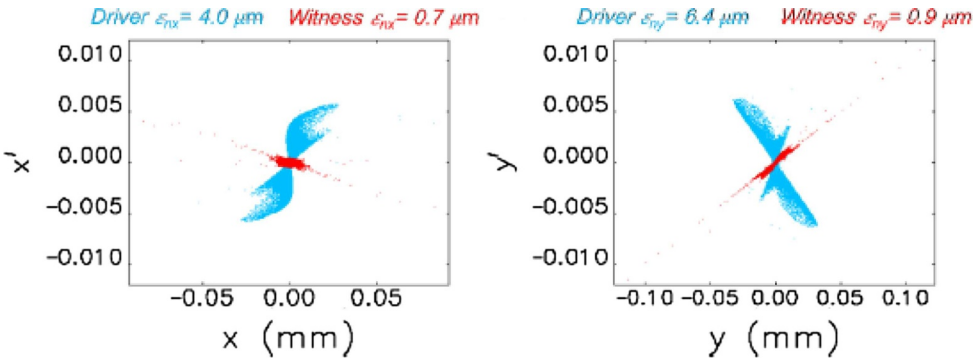 Driver εnx= 4.0 μm Witness εnx= 0.7 μm
0.010
0.005
0.000
−0.005
−0.010
x′
−0.05 0.00 0.05
x (mm)
Driver εny= 6.4 μm Witness εny= 0.9 μm
0.010
0.005
0.000
−0.005
−0.010
y′
−0.10 −0.05 0.00 0.05 0.10
y (mm)